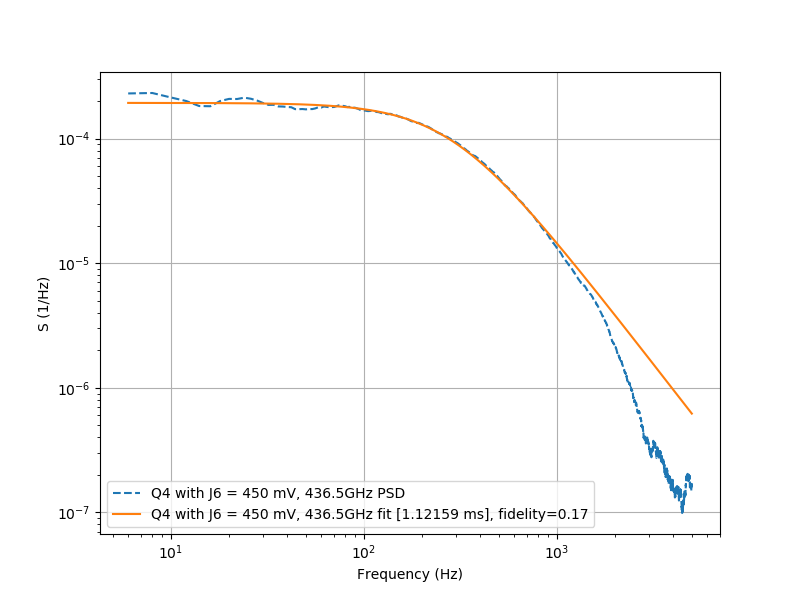 S (1/Hz)
10⁻⁴
10⁻⁵
10⁻⁶
10⁻⁷
Q4 with J6 = 450 mV, 436.5GHz PSD
Q4 with J6 = 450 mV, 436.5GHz fit [1.12159 ms], fidelity=0.17
10¹ 10² 10³
Frequency (Hz)